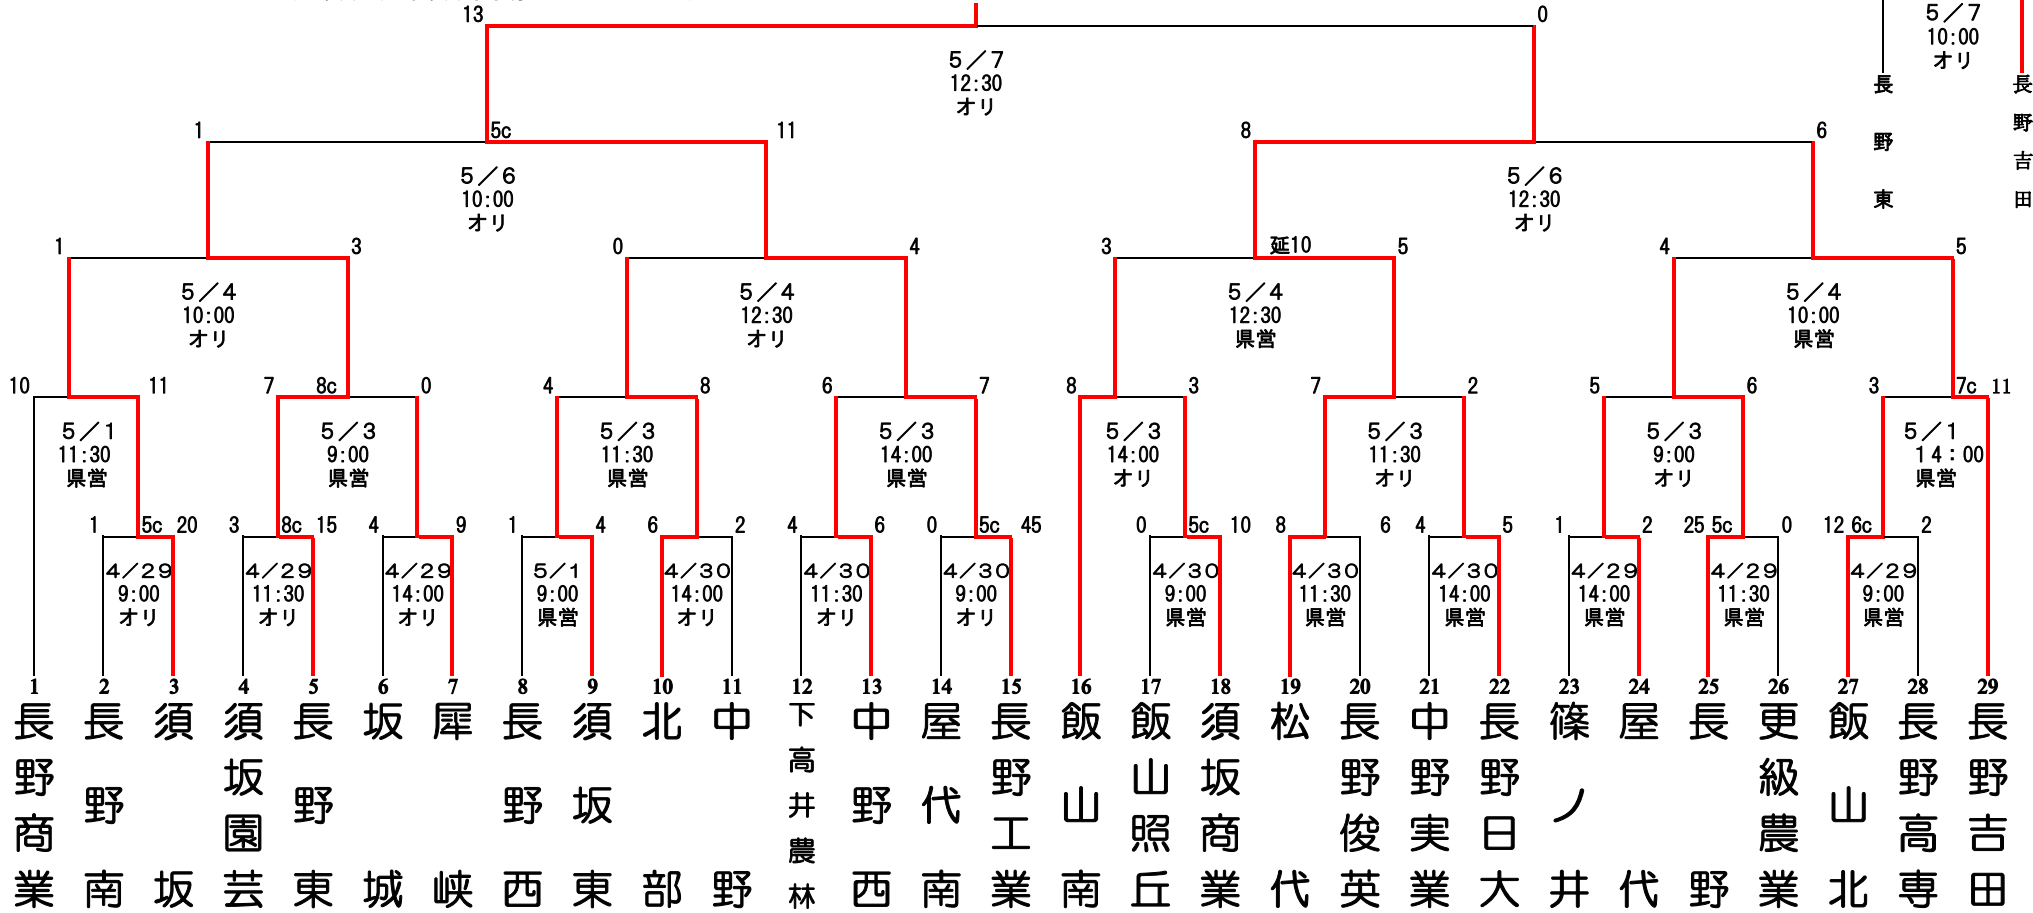 13
0
5／7
12:30
オリ
5／7
10:00
オリ
長野東
長野吉田
1
5c
11
8
6
5／6
10:00
オリ
5／6
12:30
オリ
1
3
0
4
3
延10
5
4
5
5／4
10:00
オリ
5／4
12:30
オリ
5／4
12:30
県営
5／4
10:00
県営
10
11
7
8c
0
4
8
6
7
8
3
7
2
5
6
3
7c
11
5／1
11:30
県営
5／3
9:00
県営
5／3
11:30
県営
5／3
14:00
県営
5／3
14:00
オリ
5／3
11:30
オリ
5／3
9:00
オリ
5／1
14：00
県営
1
5c
20
3
8c
15
4
9
1
4
6
2
4
6
0
5c
45
0
5c
10
8
6
4
5
1
2
25
5c
0
12
6c
2
4／29
9:00
オリ
4／29
11:30
オリ
4／29
14:00
オリ
5／1
9:00
県営
4／30
14:00
オリ
4／30
11:30
オリ
4／30
9:00
オリ
4／30
9:00
県営
4／30
11:30
県営
4／30
14:00
県営
4／29
14:00
県営
4／29
11:30
県営
4／29
9:00
県営
1
2
3
4
5
6
7
8
9
10
11
12
13
14
15
16
17
18
19
20
21
22
23
24
25
26
27
28
29
長野商業
長野南
須坂
須坂園芸
長野東
坂城
犀峡
長野西
須坂東
北部
中野
下高井農林
中野西
屋代南
長野工業
飯山南
飯山照丘
須坂商業
松代
長野俊英
中野実業
長野日大
篠ノ井
屋代
長野
更級農業
飯山北
長野高専
長野吉田